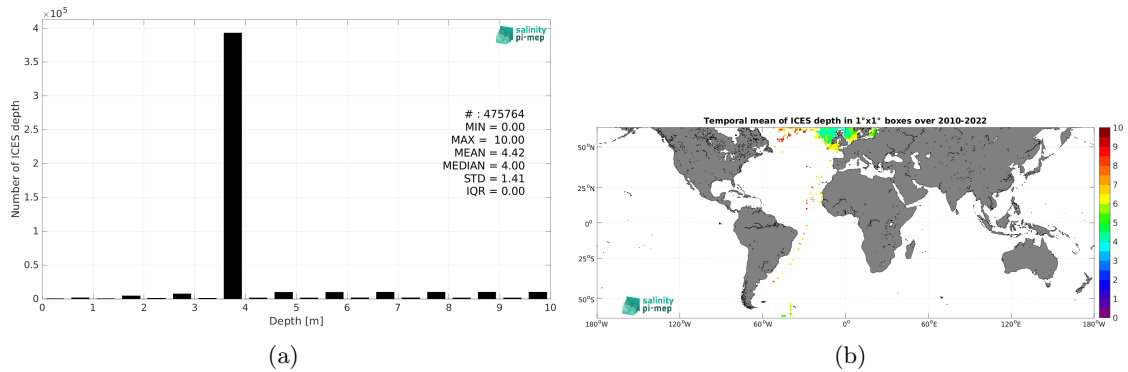 ×10^5
4
3.5
3
2.5
2
1.5
1
0.5
0
Number of ICES depth
0 1 2 3 4 5 6 7 8 9 10
Depth [m]
salinity
pi-mep
# : 475764
MIN = 0.00
MAX = 10.00
MEAN = 4.42
MEDIAN = 4.00
STD = 1.41
IQR = 0.00
(a)
Temporal mean of ICES depth in 1°x1° boxes over 2010-2022
50°N
25°N
0°
25°S
50°S
180°W 120°W 60°W 0°E 60°E 120°E 180°W
salinity
pi-mep
10
9
8
7
6
5
4
3
2
1
0
(b)